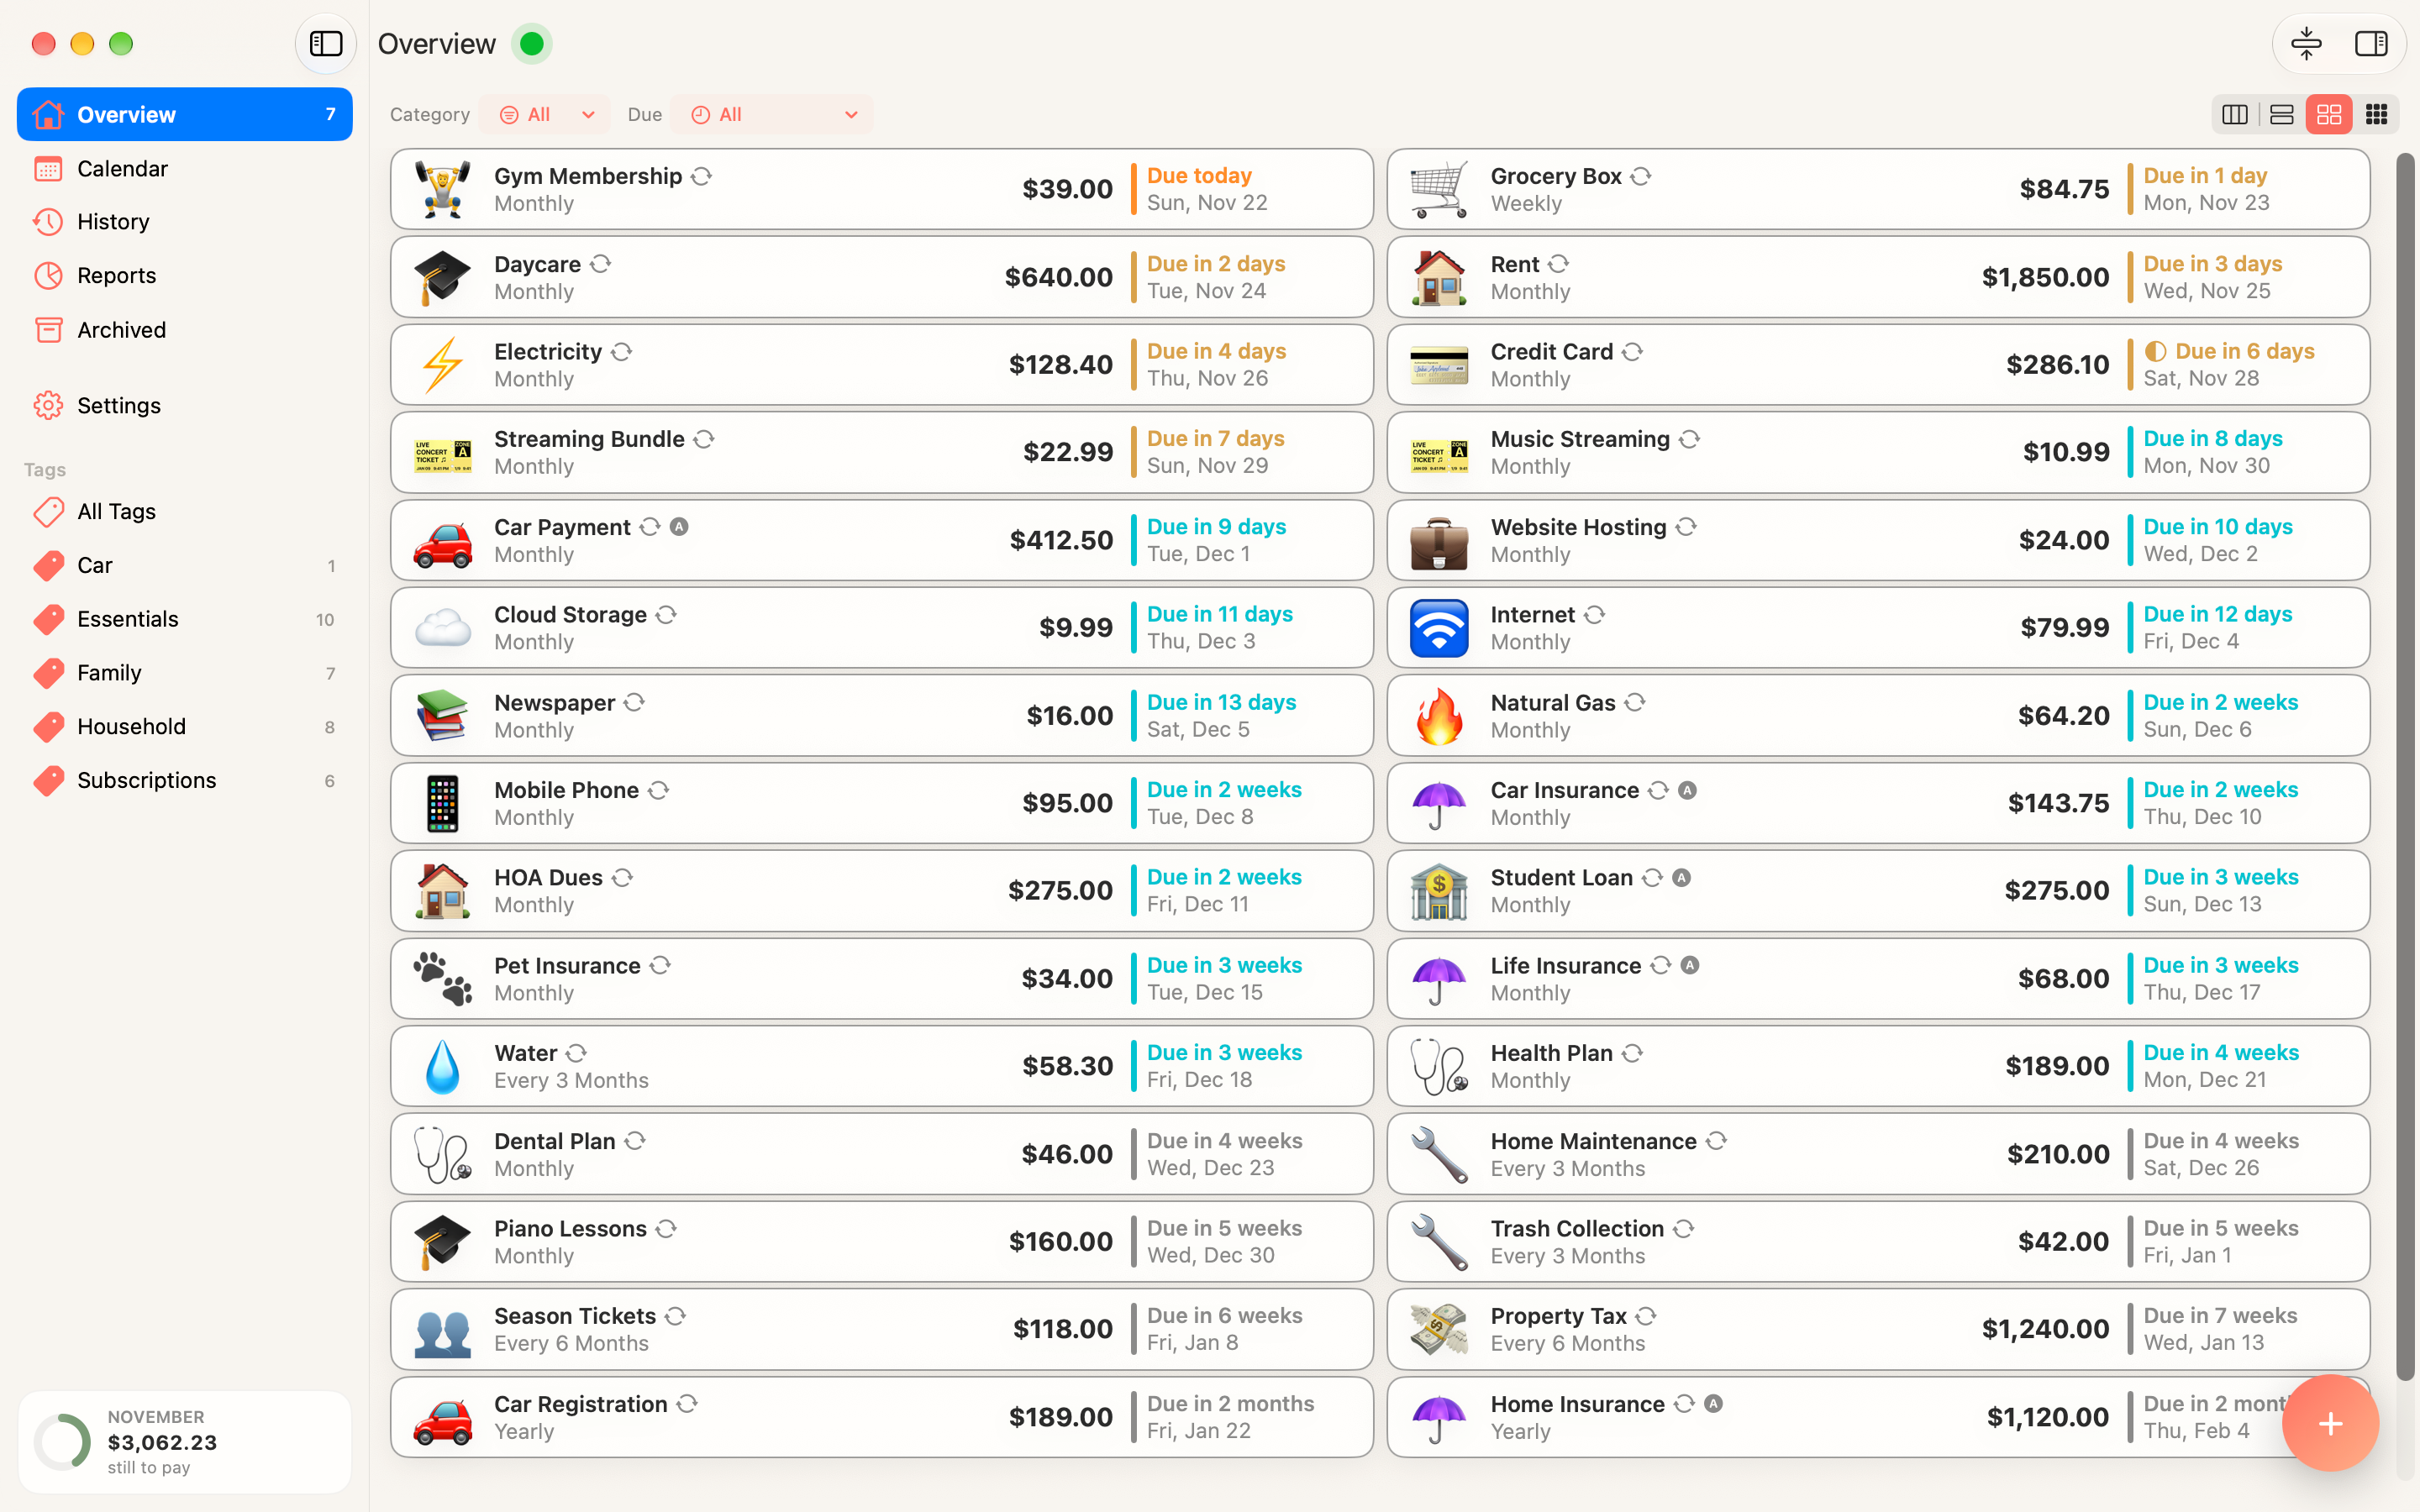 Overview
Overview 7
Calendar
History
Reports
Archived
Settings
Tags
All Tags
Car 1
Essentials 10
Family 7
Household 8
Subscriptions 6
NOVEMBER
$3,062.23
still to pay
Category All Due All
Gym Membership
Monthly
$39.00
Due today
Sun, Nov 22
Grocery Box
Weekly
$84.75
Due in 1 day
Mon, Nov 23
Daycare
Monthly
$640.00
Due in 2 days
Tue, Nov 24
Rent
Monthly
$1,850.00
Due in 3 days
Wed, Nov 25
Electricity
Monthly
$128.40
Due in 4 days
Thu, Nov 26
Credit Card
Monthly
$286.10
Due in 6 days
Sat, Nov 28
LIVE
CONCERT
TICKET
ZONE
A
Streaming Bundle
Monthly
$22.99
Due in 7 days
Sun, Nov 29
LIVE
CONCERT
TICKET
ZONE
A
Music Streaming
Monthly
$10.99
Due in 8 days
Mon, Nov 30
Car Payment A
Monthly
$412.50
Due in 9 days
Tue, Dec 1
Website Hosting
Monthly
$24.00
Due in 10 days
Wed, Dec 2
Cloud Storage
Monthly
$9.99
Due in 11 days
Thu, Dec 3
Internet
Monthly
$79.99
Due in 12 days
Fri, Dec 4
Newspaper
Monthly
$16.00
Due in 13 days
Sat, Dec 5
Natural Gas
Monthly
$64.20
Due in 2 weeks
Sun, Dec 6
Mobile Phone
Monthly
$95.00
Due in 2 weeks
Tue, Dec 8
Car Insurance A
Monthly
$143.75
Due in 2 weeks
Thu, Dec 10
HOA Dues
Monthly
$275.00
Due in 2 weeks
Fri, Dec 11
Student Loan A
Monthly
$275.00
Due in 3 weeks
Sun, Dec 13
Pet Insurance
Monthly
$34.00
Due in 3 weeks
Tue, Dec 15
Life Insurance A
Monthly
$68.00
Due in 3 weeks
Thu, Dec 17
Water
Every 3 Months
$58.30
Due in 3 weeks
Fri, Dec 18
Health Plan
Monthly
$189.00
Due in 4 weeks
Mon, Dec 21
Dental Plan
Monthly
$46.00
Due in 4 weeks
Wed, Dec 23
Home Maintenance
Every 3 Months
$210.00
Due in 4 weeks
Sat, Dec 26
Piano Lessons
Monthly
$160.00
Due in 5 weeks
Wed, Dec 30
Trash Collection
Every 3 Months
$42.00
Due in 5 weeks
Fri, Jan 1
Season Tickets
Every 6 Months
$118.00
Due in 6 weeks
Fri, Jan 8
Property Tax
Every 6 Months
$1,240.00
Due in 7 weeks
Wed, Jan 13
Car Registration
Yearly
$189.00
Due in 2 months
Fri, Jan 22
Home Insurance A
Yearly
$1,120.00
Due in 2 mont
Thu, Feb 4